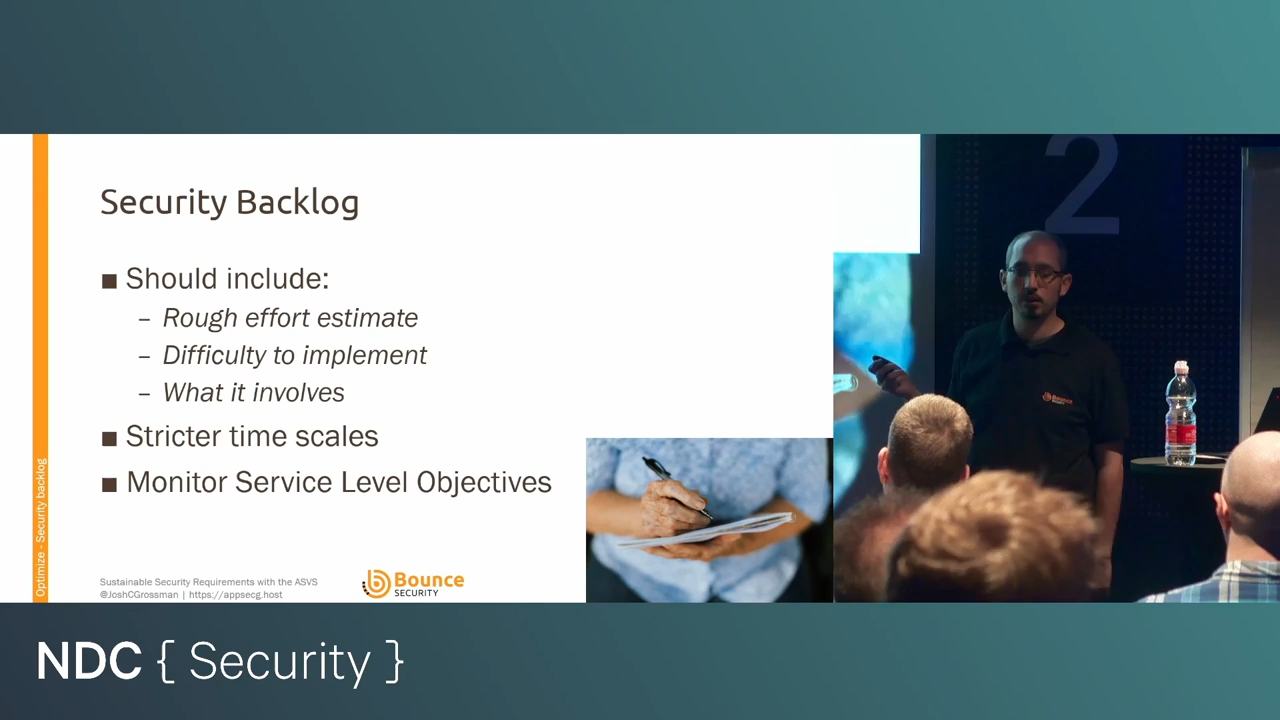 Security Backlog
■ Should include:
– Rough effort estimate
– Difficulty to implement
– What it involves
■ Stricter time scales
■ Monitor Service Level Objectives
Optimize - Security backlog
Sustainable Security Requirements with the ASVS
@JoshCGrossman | https://appsecg.host
Bounce
SECURITY
2
Bounce
NDC { Security }